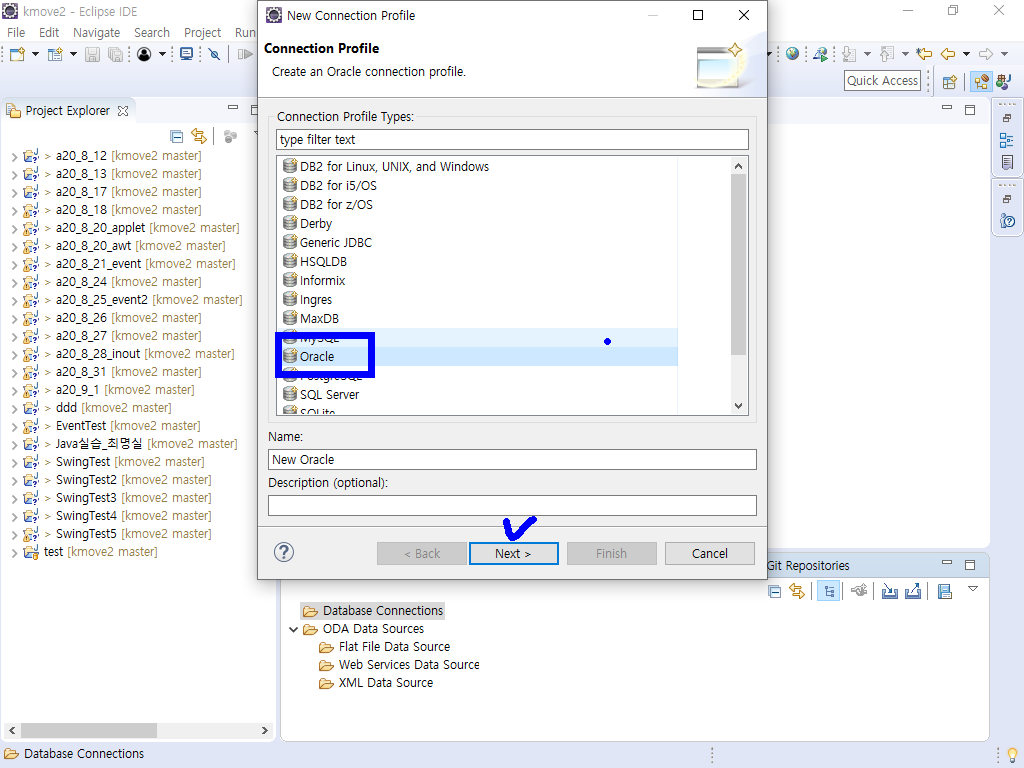 kmove2 - Eclipse IDE
File Edit Navigate Search Project Run
Quick Access
Project Explorer
> a20_8_12 [kmove2 master]
> a20_8_13 [kmove2 master]
> a20_8_17 [kmove2 master]
> a20_8_18 [kmove2 master]
> a20_8_20_applet [kmove2 master]
> a20_8_20_awt [kmove2 master]
> a20_8_21_event [kmove2 master]
> a20_8_24 [kmove2 master]
> a20_8_25_event2 [kmove2 master]
> a20_8_26 [kmove2 master]
> a20_8_27 [kmove2 master]
> a20_8_28_inout [kmove2 master]
> a20_8_31 [kmove2 master]
> a20_9_1 [kmove2 master]
> ddd [kmove2 master]
> EventTest [kmove2 master]
> Java실습_최명실 [kmove2 master]
> SwingTest [kmove2 master]
> SwingTest2 [kmove2 master]
> SwingTest3 [kmove2 master]
> SwingTest4 [kmove2 master]
> SwingTest5 [kmove2 master]
test [kmove2 master]
New Connection Profile
Connection Profile
Create an Oracle connection profile.
Connection Profile Types:
type filter text
DB2 for Linux, UNIX, and Windows
DB2 for i5/OS
DB2 for z/OS
Derby
Generic JDBC
HSQLDB
Informix
Ingres
MaxDB
MySQL
Oracle
PostgreSQL
SQL Server
SQLite
Name:
New Oracle
Description (optional):
< Back
Next >
Finish
Cancel
Git Repositories
Database Connections
ODA Data Sources
Flat File Data Source
Web Services Data Source
XML Data Source
Database Connections